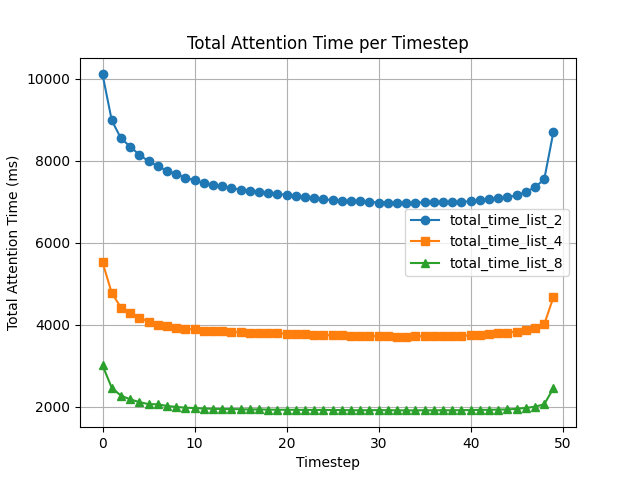 Total Attention Time per Timestep
Total Attention Time (ms)
10000
8000
6000
4000
2000
total_time_list_2
total_time_list_4
total_time_list_8
0 10 20 30 40 50
Timestep